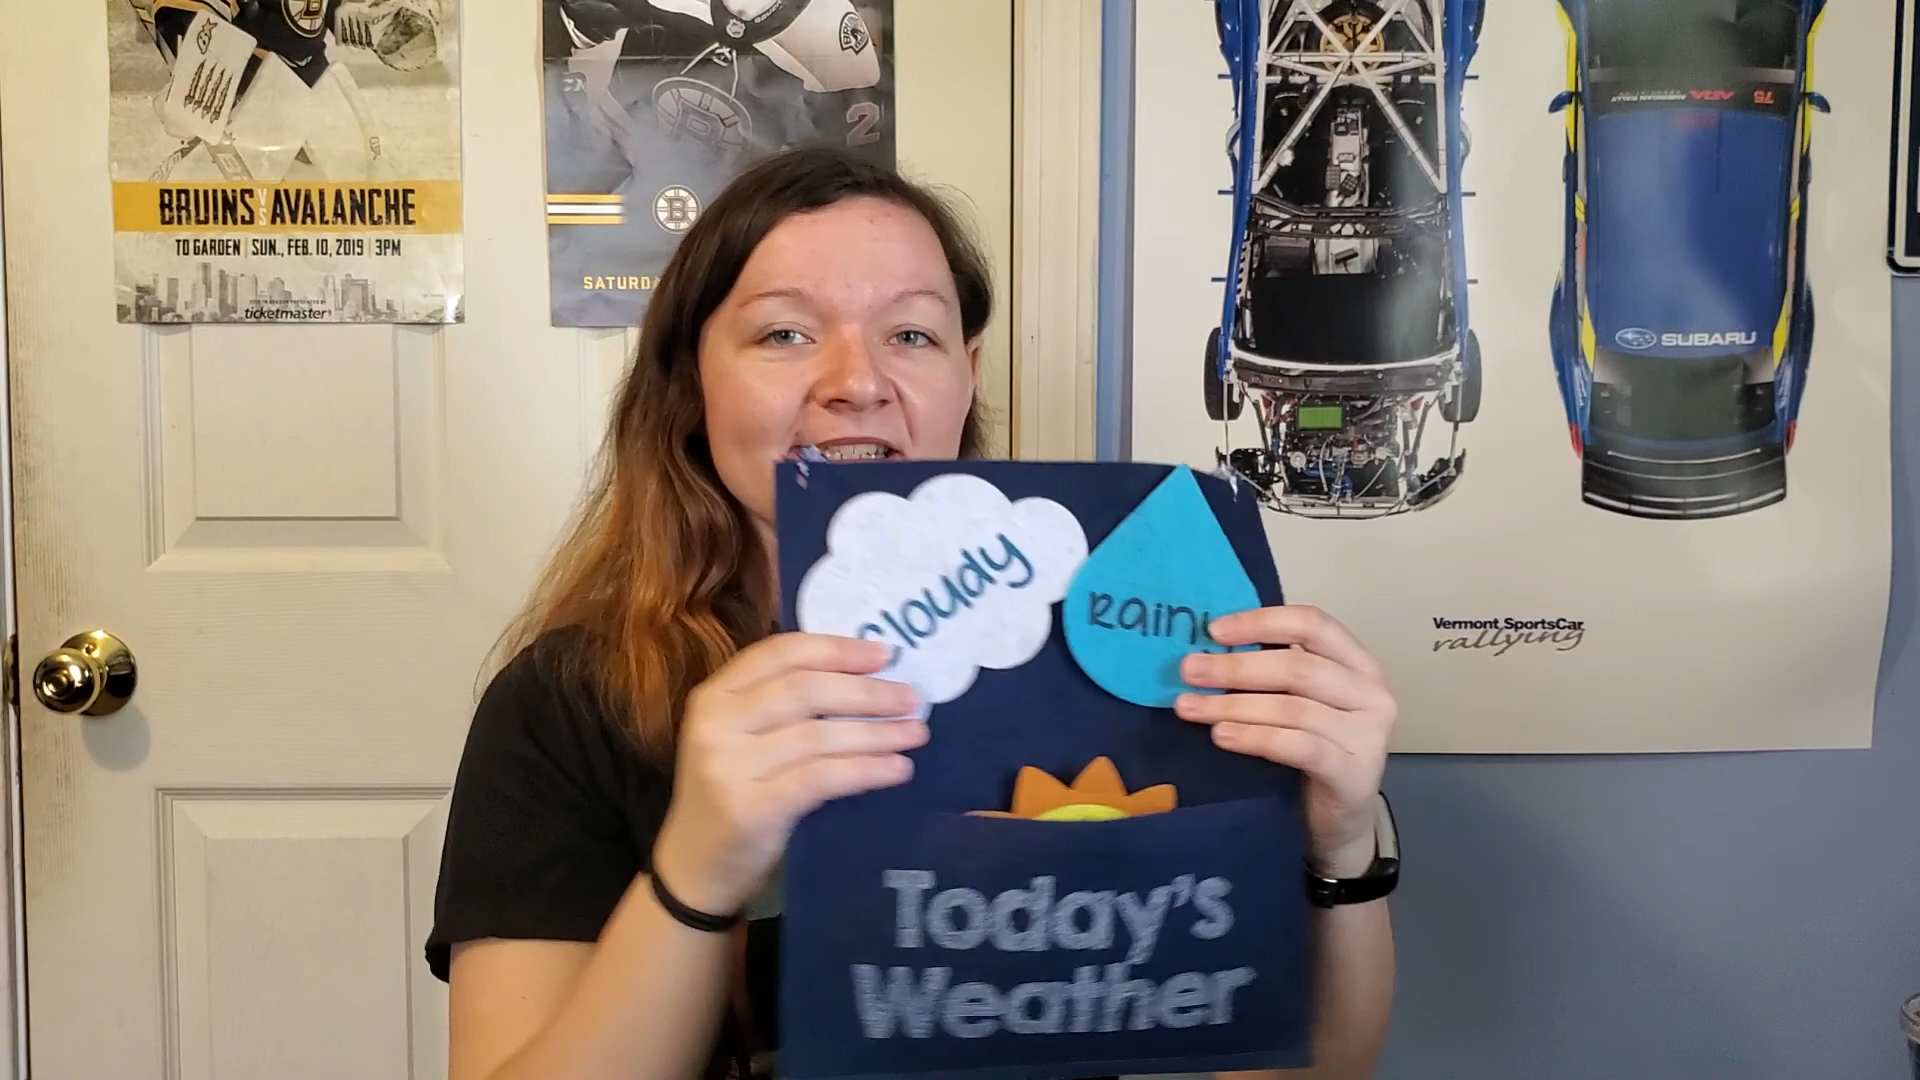 BRUINS VS AVALANCHE
TD GARDEN | SUN., FEB. 10, 2019 | 3PM
ticketmaster
B
2
B
SATURDA
75
SUBARU
Vermont SportsCar
rallying
Cloudy
Rainy
Today's
Weather